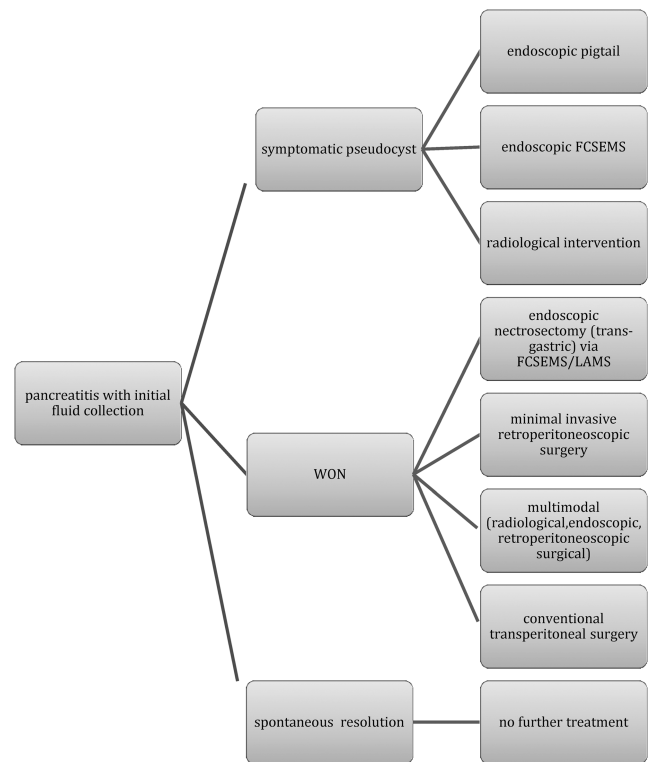 pancreatitis with initial
fluid collection
symptomatic pseudocyst
endoscopic pigtail
endoscopic FCSEMS
radiological intervention
WON
endoscopic
nectrosectomy (trans-
gastric) via
FCSEMS/LAMS
minimal invasive
retroperitoneoscopic
surgery
multimodal
(radiological,endoscopic,
retroperitoneoscopic
surgical)
conventional
transperitoneal surgery
spontaneous resolution
no further treatment